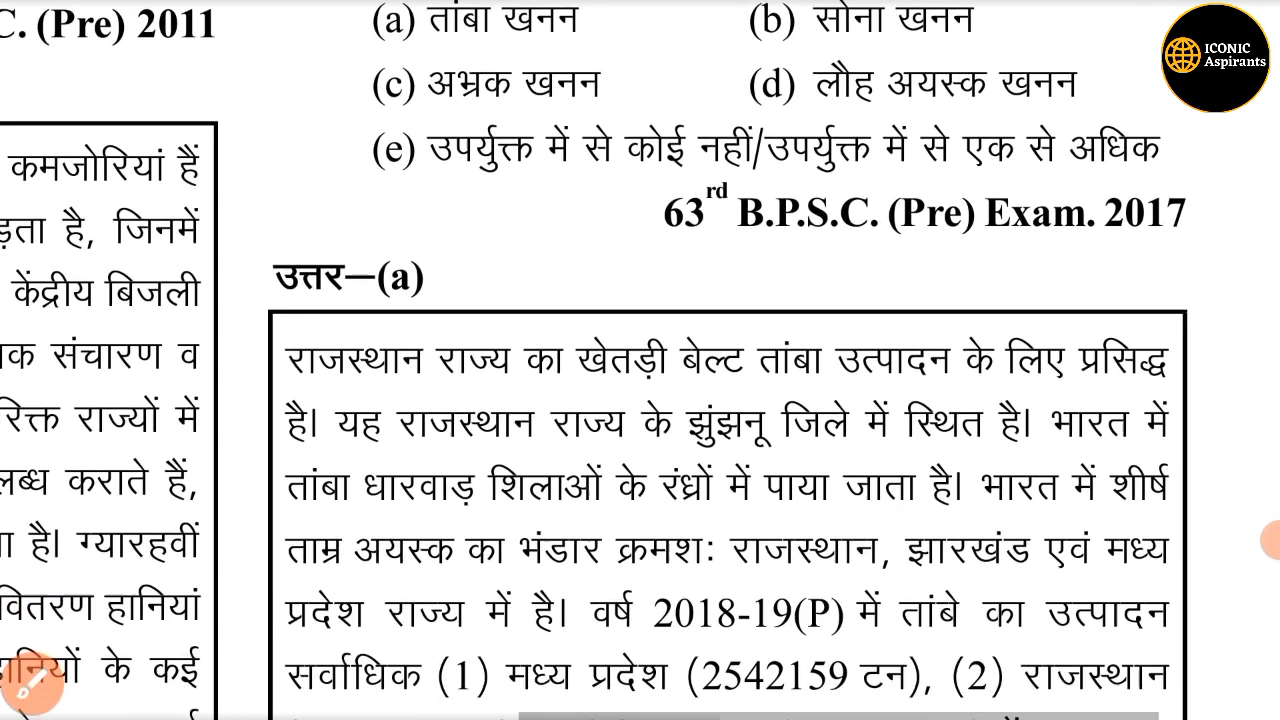 C. (Pre) 2011
कमजोरियां हैं
ड़ता है, जिनमें
केंद्रीय बिजली
संचारण व
राज्यों में
कराते हैं,
है। ग्यारहवीं
वितरण हानियां
के कई
(a) तांबा खनन (b) सोना खनन
(c) अभ्रक खनन (d) लौह अयस्क खनन
(e) उपर्युक्त में से कोई नहीं/उपर्युक्त में से एक से अधिक
63rd B.P.S.C. (Pre) Exam. 2017
उत्तर—(a)
राजस्थान राज्य का खेतड़ी बेल्ट तांबा उत्पादन के लिए प्रसिद्ध
है। यह राजस्थान राज्य के झुंझनू जिले में स्थित है। भारत में
तांबा धारवाड़ शिलाओं के रंध्रों में पाया जाता है। भारत में शीर्ष
ताम्र अयस्क का भंडार क्रमशः राजस्थान, झारखंड एवं मध्य
प्रदेश राज्य में है। वर्ष 2018-19(P) में तांबे का उत्पादन
सर्वाधिक (1) मध्य प्रदेश (2542159 टन), (2) राजस्थान
ICONIC
Aspirants